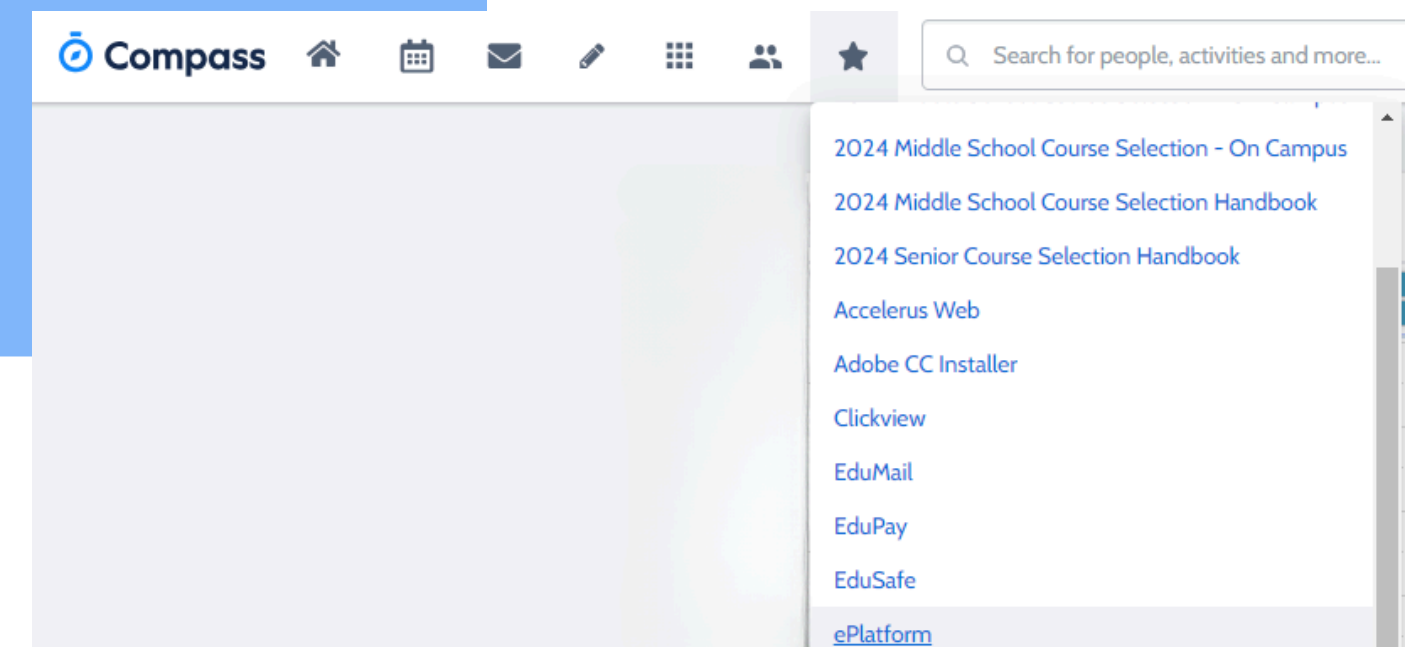 Compass
Search for people, activities and more...
2024 Middle School Course Selection - On Campus
2024 Middle School Course Selection Handbook
2024 Senior Course Selection Handbook
Accelerus Web
Adobe CC Installer
Clickview
EduMail
EduPay
EduSafe
ePlatform